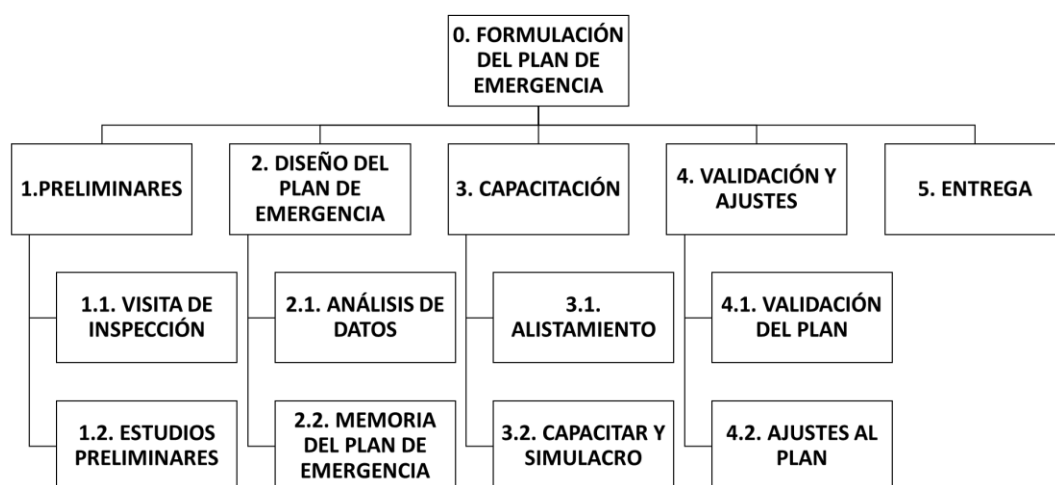 0. FORMULACIÓN
DEL PLAN DE
EMERGENCIA
1.PRELIMINARES
2. DISEÑO DEL
PLAN DE
EMERGENCIA
3. CAPACITACIÓN
4. VALIDACIÓN Y
AJUSTES
5. ENTREGA
1.1. VISITA DE
INSPECCIÓN
2.1. ANÁLISIS DE
DATOS
3.1.
ALISTAMIENTO
4.1. VALIDACIÓN
DEL PLAN
1.2. ESTUDIOS
PRELIMINARES
2.2. MEMORIA
DEL PLAN DE
EMERGENCIA
3.2. CAPACITAR Y
SIMULACRO
4.2. AJUSTES AL
PLAN